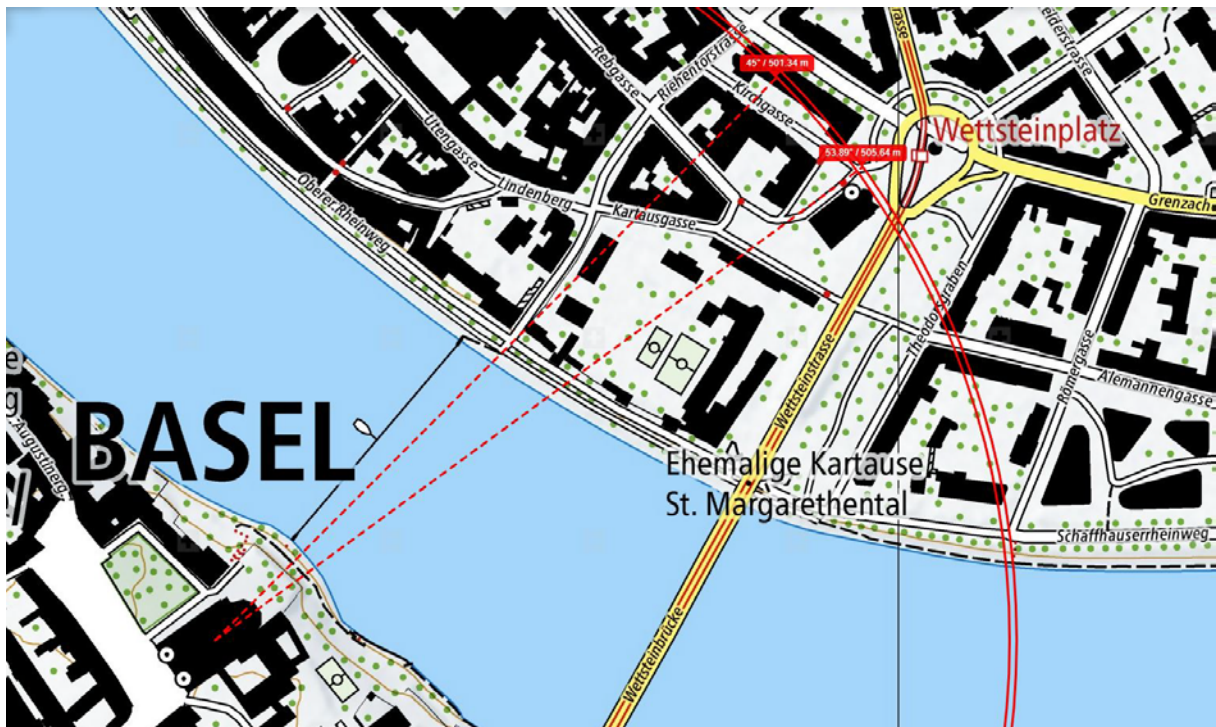 45° / 501.34 m
53.89° / 505.64 m
Wettsteinplatz
Rebgasse
Riehentorstrasse
Kirchgasse
Utengasse
Lindenberg
Oberer Rheinweg
Kartausgasse
Grenzach
Theodorsgraben
Römergasse
Alemannengasse
Wettsteinstrasse
BASEL
Augustinerg.
Ehemalige Kartause
St. Margarethental
Schaffhauserrheinweg
Wettsteinbrücke